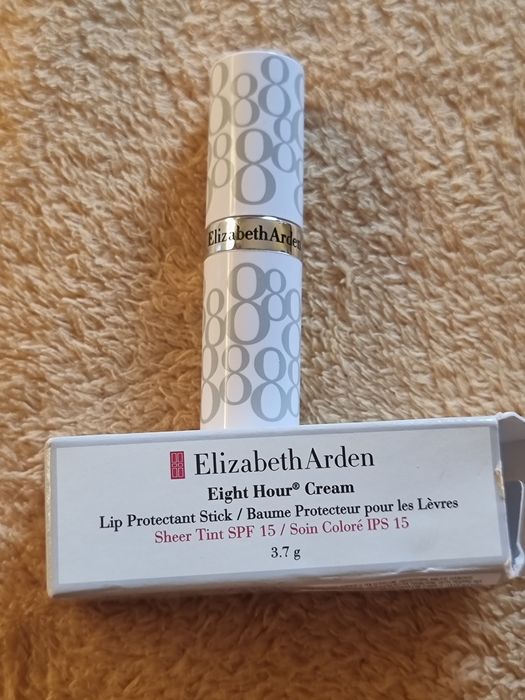 ElizabethArden
ElizabethArden
Eight Hour® Cream
Lip Protectant Stick / Baume Protecteur pour les Lèvres
Sheer Tint SPF 15 / Soin Coloré IPS 15
3.7 g